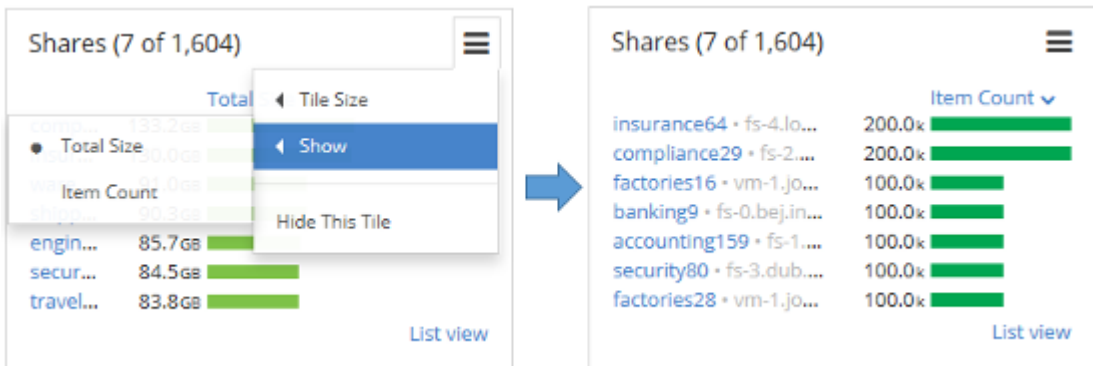 Shares (7 of 1,604)
Total
Tile Size
Total Size
Show
Item Count
Hide This Tile
comp... 133.2GB
130.0GB
91.0GB
shipp... 90.3GB
engin... 85.7GB
secur... 84.5GB
travel... 83.8GB
List view
Shares (7 of 1,604)
Item Count
insurance64 • fs-4.lo... 200.0k
compliance29 • fs-2.... 200.0k
factories16 • vm-1.jo... 100.0k
banking9 • fs-0.bej.in... 100.0k
accounting159 • fs-1.... 100.0k
security80 • fs-3.dub.... 100.0k
factories28 • vm-1.jo... 100.0k
List view